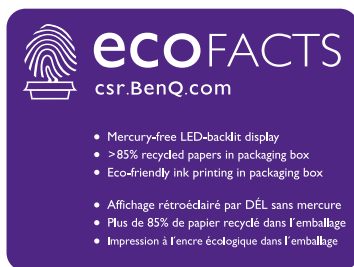 ecoFACTS
csr.BenQ.com
• Mercury-free LED-backlit display
• >85% recycled papers in packaging box
• Eco-friendly ink printing in packaging box
• Affichage rétroéclairé par DÉL sans mercure
• Plus de 85% de papier recyclé dans l'emballage
• Impression à l'encre écologique dans l'emballage